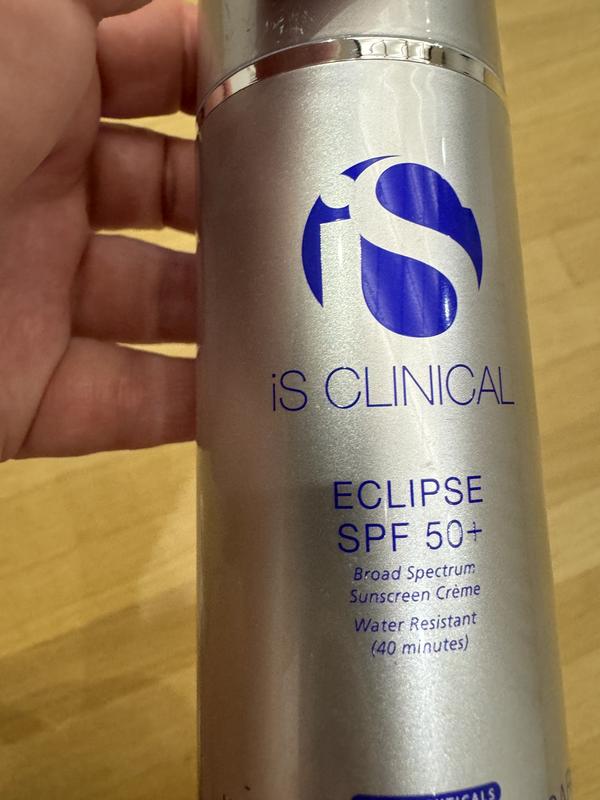 iS
iS CLINICAL
ECLIPSE
SPF 50+
Broad Spectrum
Sunscreen Crème
Water Resistant
(40 minutes)